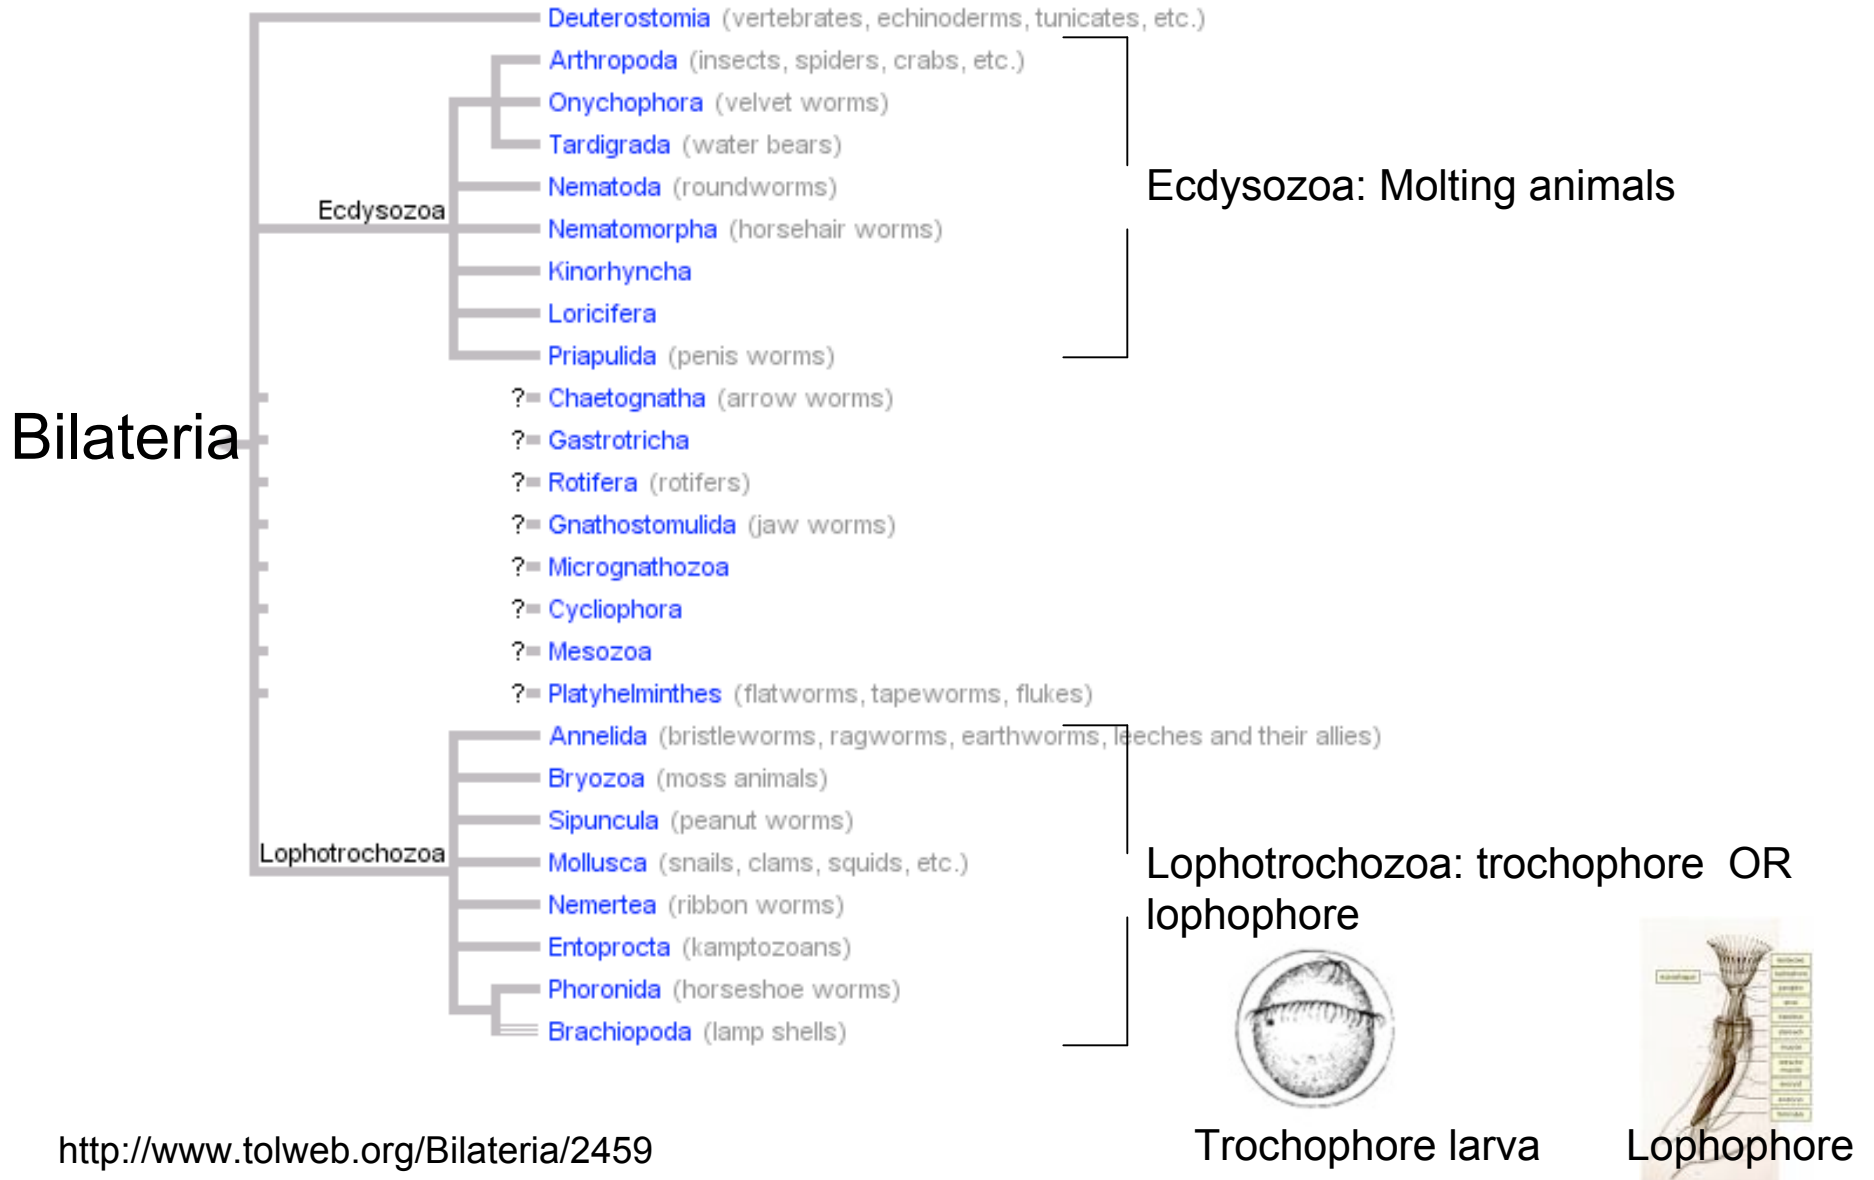 Deuterostomia (vertebrates, echinoderms, tunicates, etc.)
Arthropoda (insects, spiders, crabs, etc.)
Onychophora (velvet worms)
Tardigrada (water bears)
Ecdysozoa: Molting animals
Nematoda (roundworms)
Ecdysozoa
Nematomorpha (horsehair worms)
Kinorhyncha
Loricifera
Priapulida (penis worms)
?= Chaetognatha (arrow worms)
Bilateria
?= Gastrotricha
?= Rotifera (rotifers)
?= Gnathostomulida (jaw worms)
?= Micrognathozoa
?= Cycliophora
?= Mesozoa
?= Platyhelminthes (flatworms, tapeworms, flukes)
Annelida (bristleworms, ragworms, earthworms, leeches and their allies)
Bryozoa (moss animals)
Sipuncula (peanut worms)
Lophotrochozoa
Mollusca (snails, clams, squids, etc.)
Lophotrochozoa: trochophore OR
lophophore
Nemertea (ribbon worms)
Entoprocta (kamptozoans)
Phoronida (horseshoe worms)
Brachiopoda (lamp shells)
stomach
Trochophore larva
Lophophore
http://www.tolweb.org/Bilateria/2459